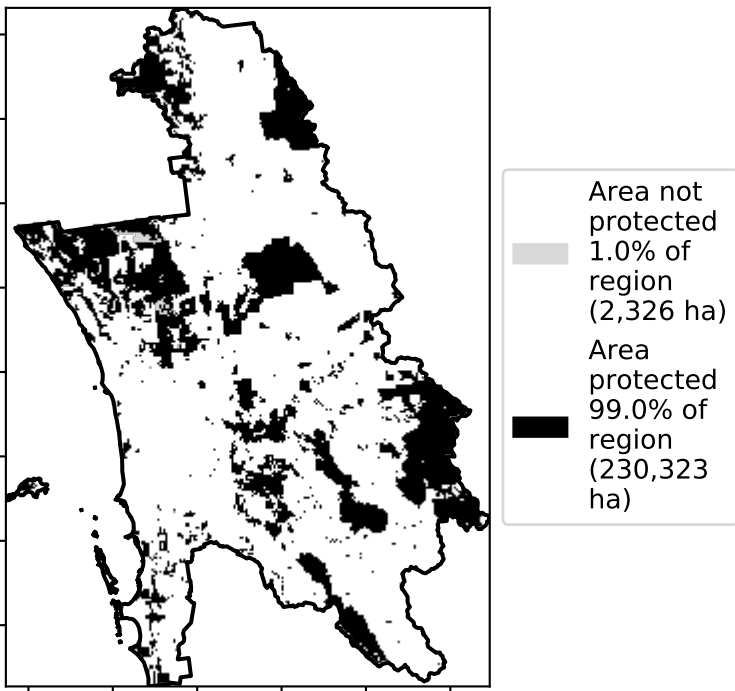 Area not
protected
1.0% of
region
(2,326 ha)
Area
protected
99.0% of
region
(230,323
ha)